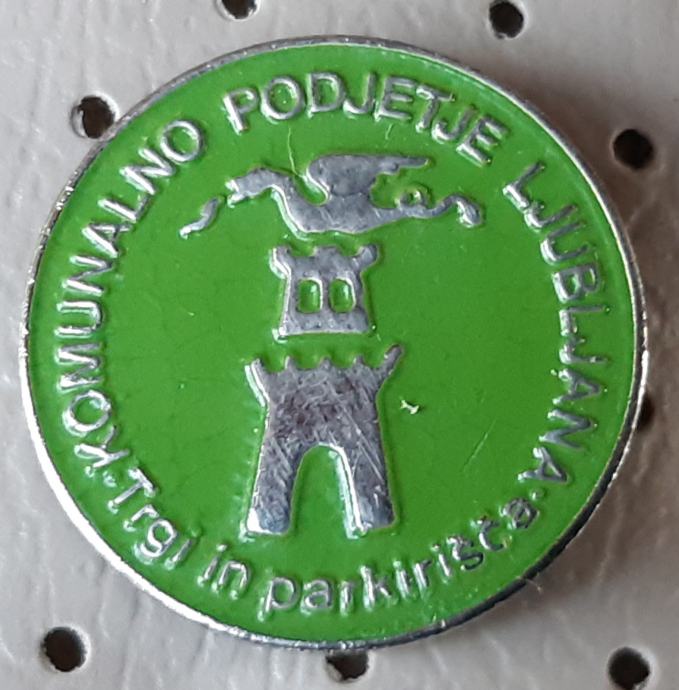 KOMUNALNO PODJETJE LJUBLJANA
Trgi in parkirišča